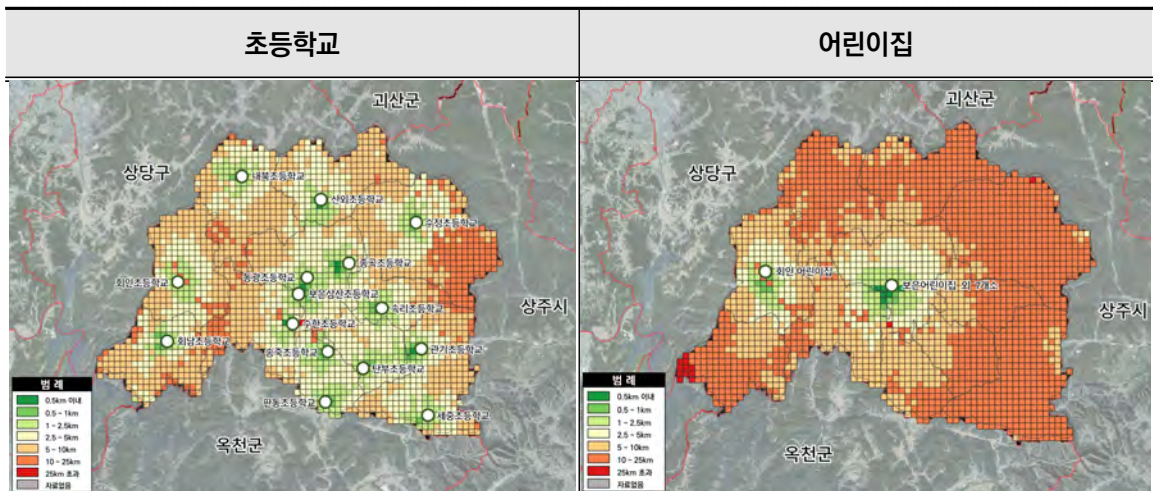 초등학교
어린이집
괴산군
상당구
내북초등학교
산외초등학교
수정초등학교
종곡초등학교
동광초등학교
회인초등학교
보은삼산초등학교
속리초등학교
상주시
수한초등학교
회남초등학교
송죽초등학교
관기초등학교
탄부초등학교
판동초등학교
세중초등학교
옥천군
범 례
0.5km 이내
0.5 ~ 1km
1 ~ 2.5km
2.5 ~ 5km
5 ~ 10km
10 ~ 25km
25km 초과
자료없음
괴산군
상당구
회인 어린이집
보은어린이집 외 7개소
상주시
옥천군
범 례
0.5km 이내
0.5 ~ 1km
1 ~ 2.5km
2.5 ~ 5km
5 ~ 10km
10 ~ 25km
25km 초과
자료없음